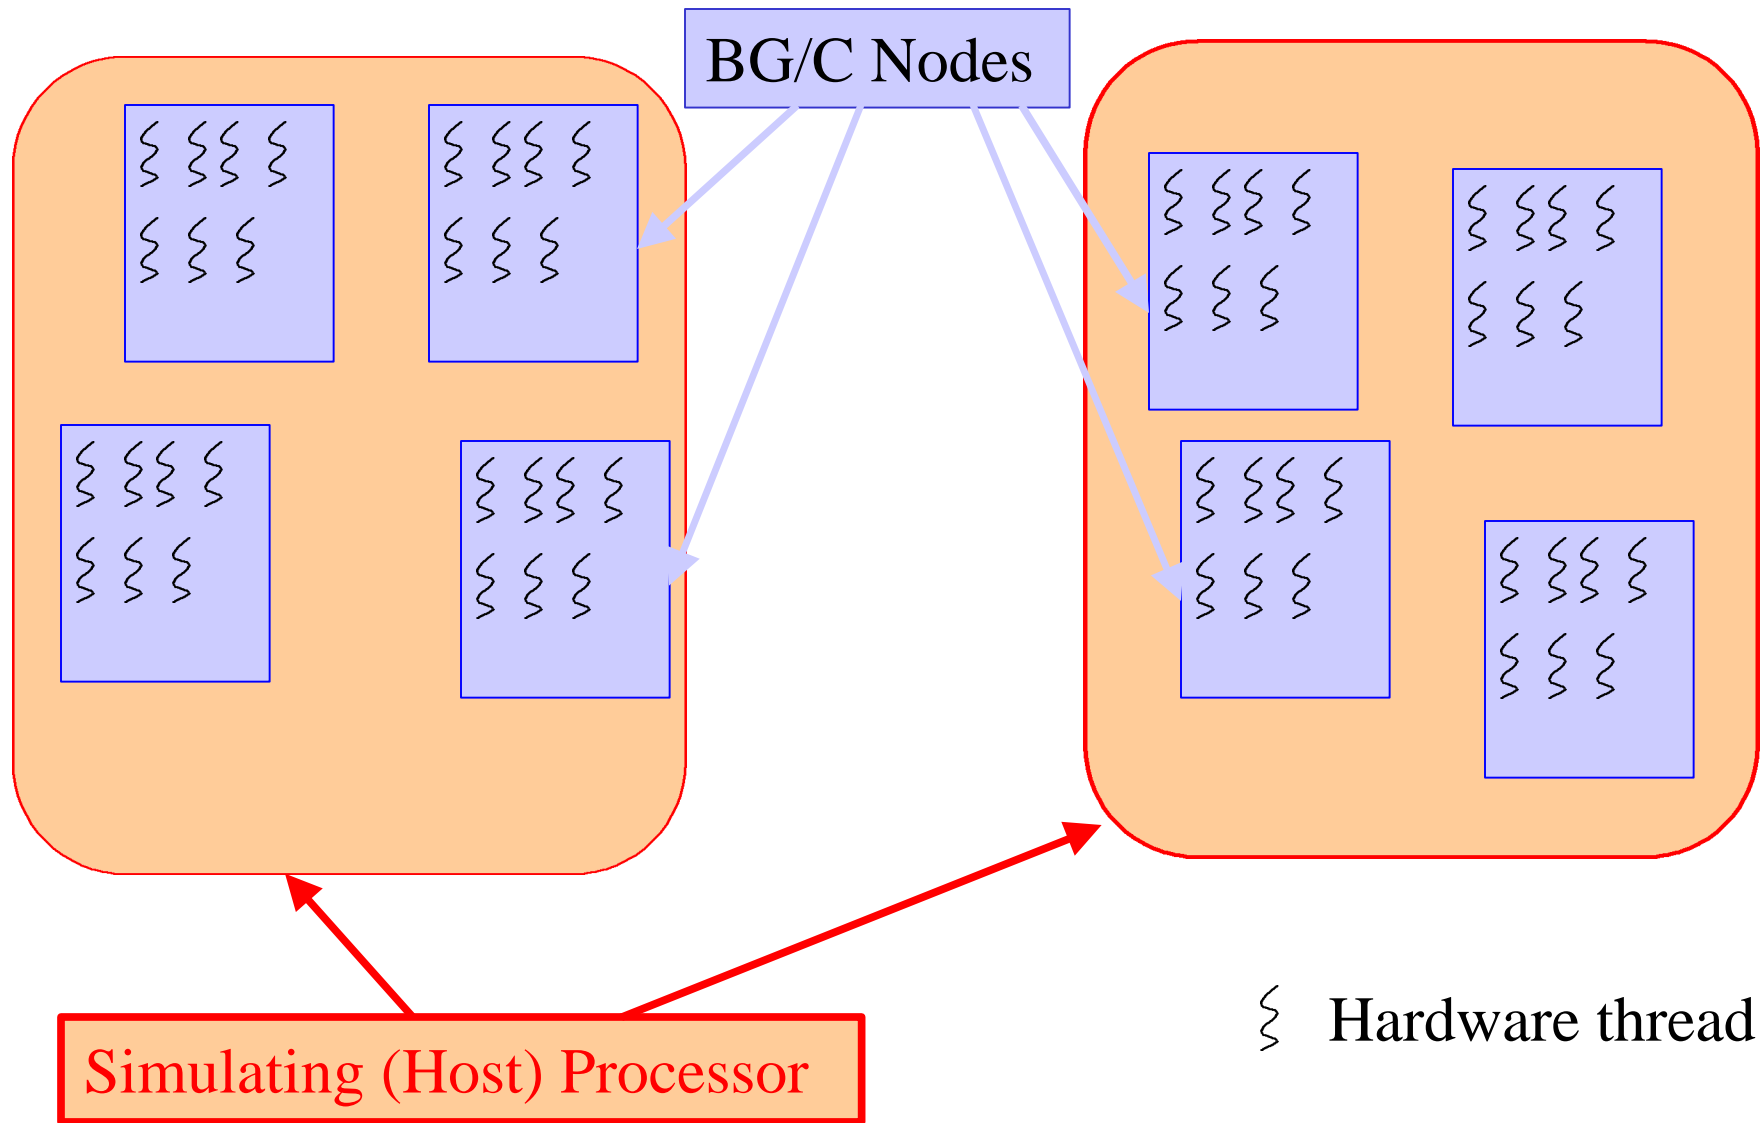 BG/C Nodes
Simulating (Host) Processor
Hardware thread